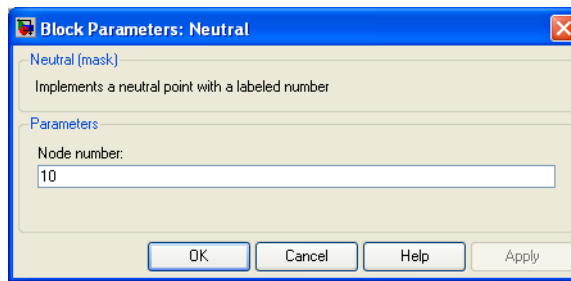 Block Parameters: Neutral
Neutral (mask)
Implements a neutral point with a labeled number
Parameters
Node number:
10
OK Cancel Help Apply